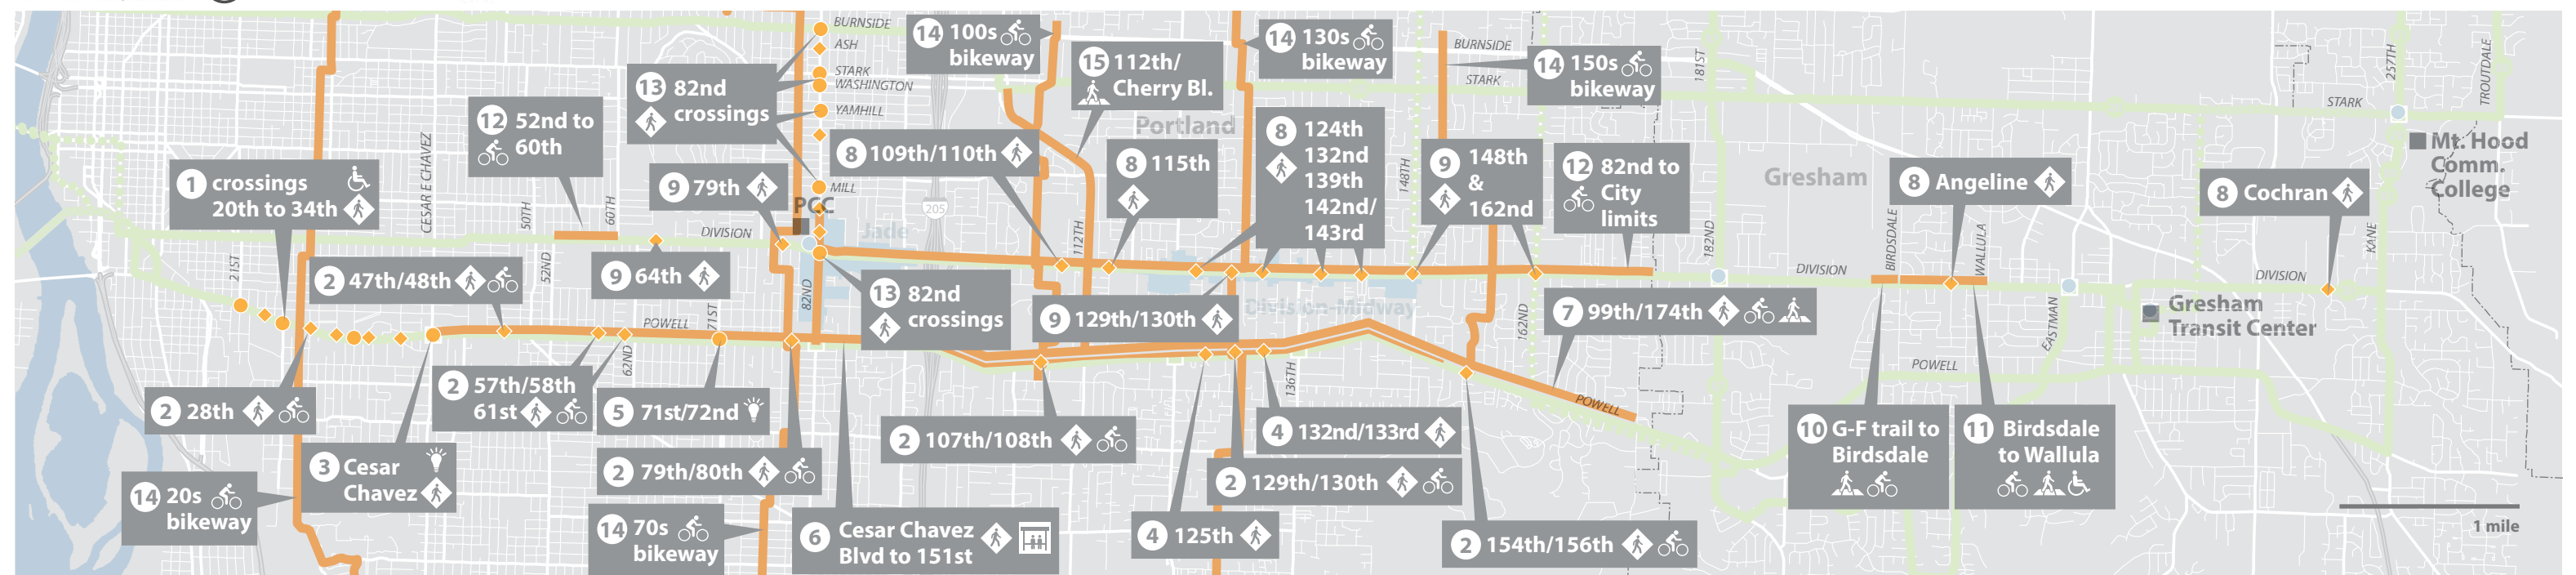 BURNSIDE
ASH
STARK
WASHINGTON
YAMHILL
MILL
14 100s
bikeway
15 112th/
Cherry Bl.
14 130s
bikeway
BURNSIDE
STARK
14 150s
bikeway
181ST
257TH
TROUTDALE
STARK
13 82nd
crossings
12 52nd to
60th
CESAR E CHAVEZ
Portland
205
8 109th/110th
8 115th
8 124th
132nd
139th
142nd/
143rd
148TH
9 148th
&
162nd
12 82nd to
City
limits
Gresham
8 Angeline
8 Cochran
Mt. Hood
Comm.
College
1 crossings
20th to 34th
9 79th
PCC
Jade
50TH
60TH
DIVISION
112TH
182ND
BIRDSDALE
WALLULA
KANE
21ST
52ND
2 47th/48th
9 64th
82ND
13 82nd
crossings
9 129th/130th
Division-Midway
DIVISION
DIVISION
7 99th/174th
162ND
EASTMAN
Gresham
Transit Center
POWELL
71ST
62ND
136TH
POWELL
POWELL
2 28th
2 57th/58th
61st
5 71st/72nd
2 107th/108th
4 132nd/133rd
10 G-F trail to
Birdsdale
11 Birdsdale
to Wallula
3 Cesar
Chavez
2 79th/80th
2 129th/130th
14 20s
bikeway
14 70s
bikeway
6 Cesar Chavez
Blvd to 151st
4 125th
2 154th/156th
1 mile